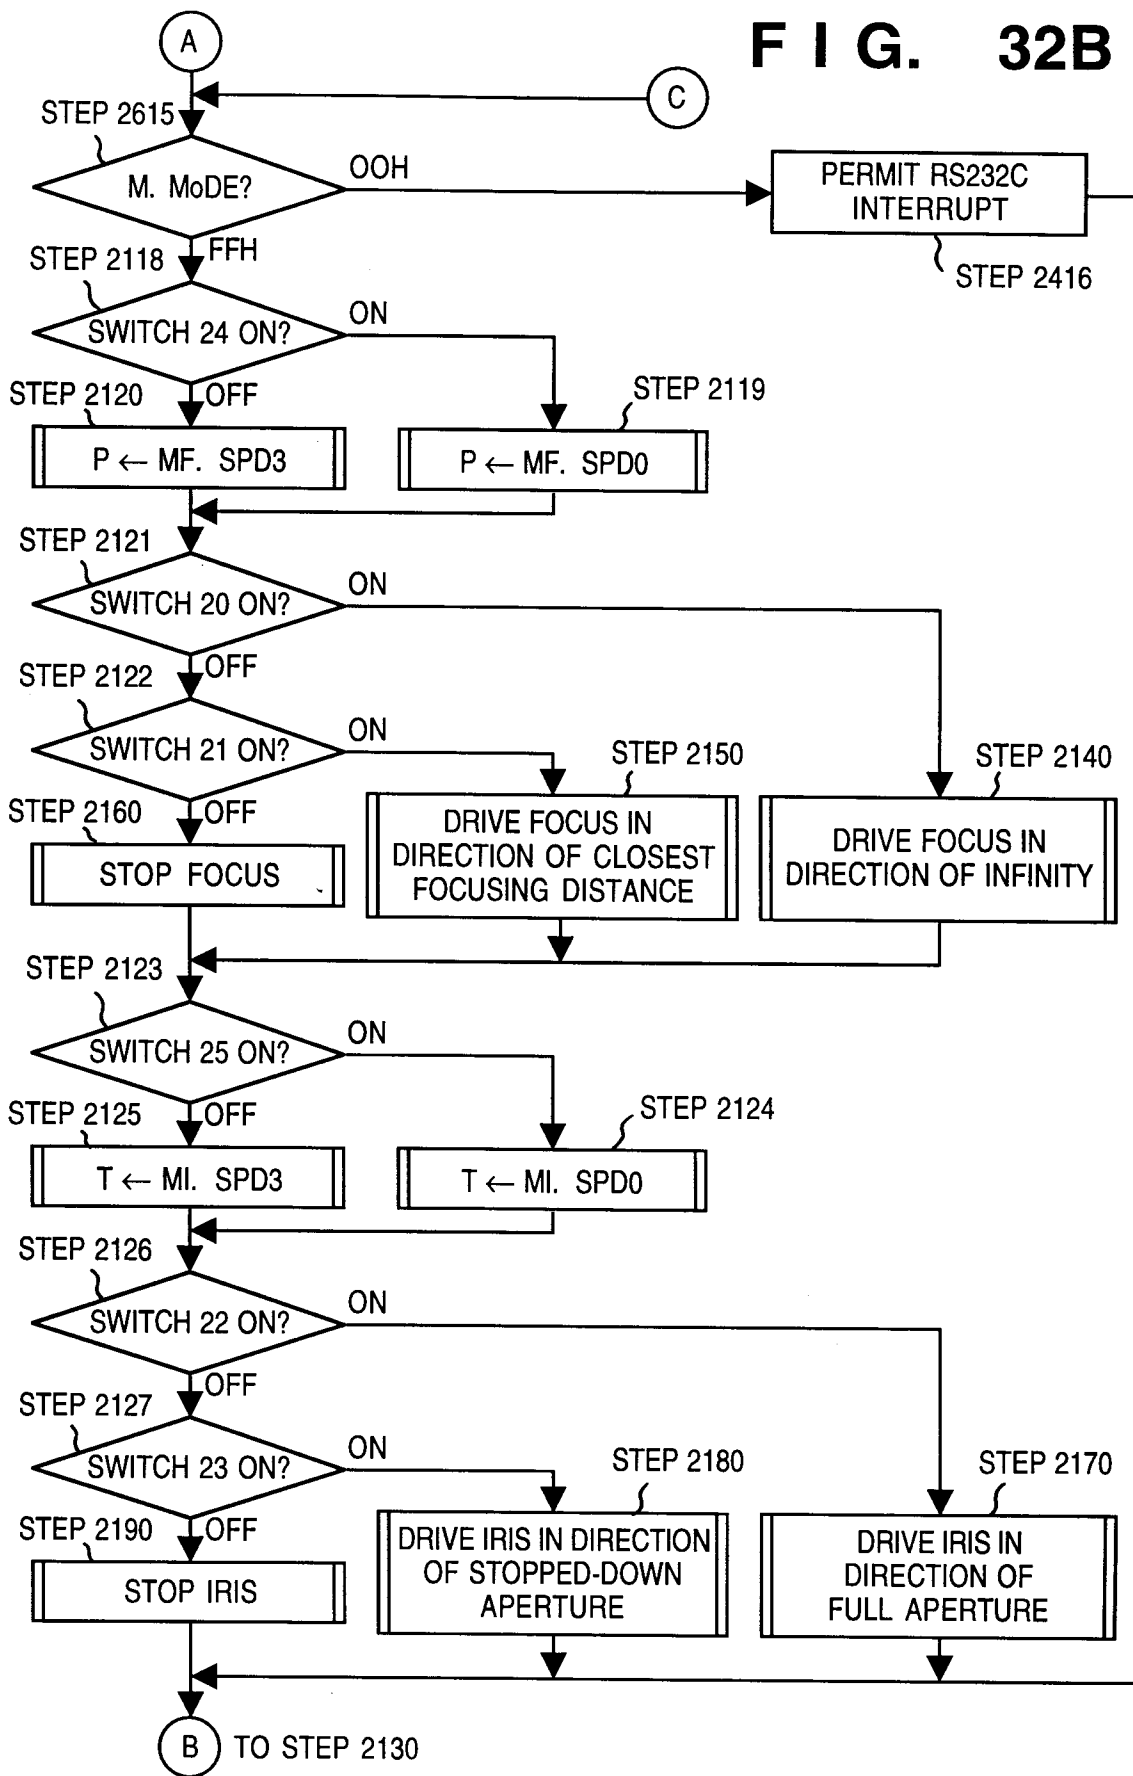 A
F I G. 32B
C
STEP 2615
M. MoDE?
OOH
PERMIT RS232C
INTERRUPT
STEP 2416
FFH
STEP 2118
SWITCH 24 ON?
ON
OFF
STEP 2120
P ← MF. SPD3
STEP 2119
P ← MF. SPD0
STEP 2121
SWITCH 20 ON?
ON
OFF
STEP 2122
SWITCH 21 ON?
ON
OFF
STEP 2160
STOP FOCUS
STEP 2150
DRIVE FOCUS IN
DIRECTION OF CLOSEST
FOCUSING DISTANCE
STEP 2140
DRIVE FOCUS IN
DIRECTION OF INFINITY
STEP 2123
SWITCH 25 ON?
ON
OFF
STEP 2125
T ← MI. SPD3
STEP 2124
T ← MI. SPD0
STEP 2126
SWITCH 22 ON?
ON
OFF
STEP 2127
SWITCH 23 ON?
ON
OFF
STEP 2190
STOP IRIS
STEP 2180
DRIVE IRIS IN DIRECTION
OF STOPPED-DOWN
APERTURE
STEP 2170
DRIVE IRIS IN
DIRECTION OF
FULL APERTURE
B
TO STEP 2130